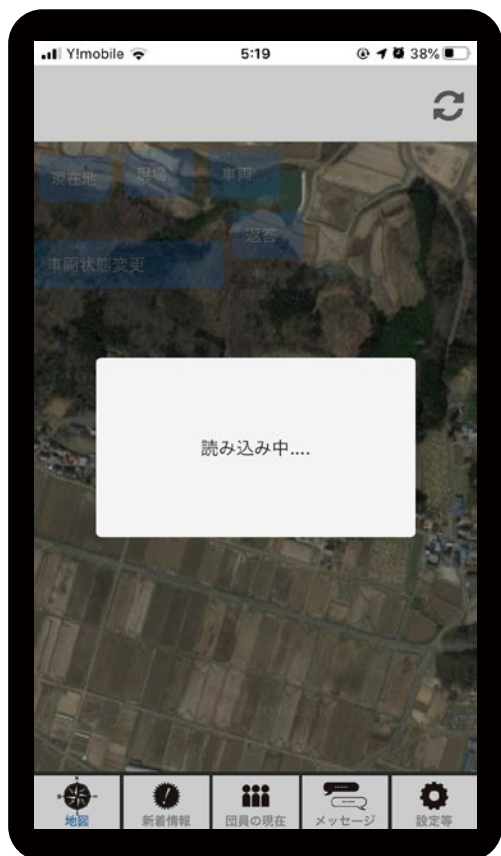 Y!mobile 5:19 38%
現在地 現場 車両
返答
車両状態変更
読み込み中....
地図 新着情報 団員の現在 メッセージ 設定等